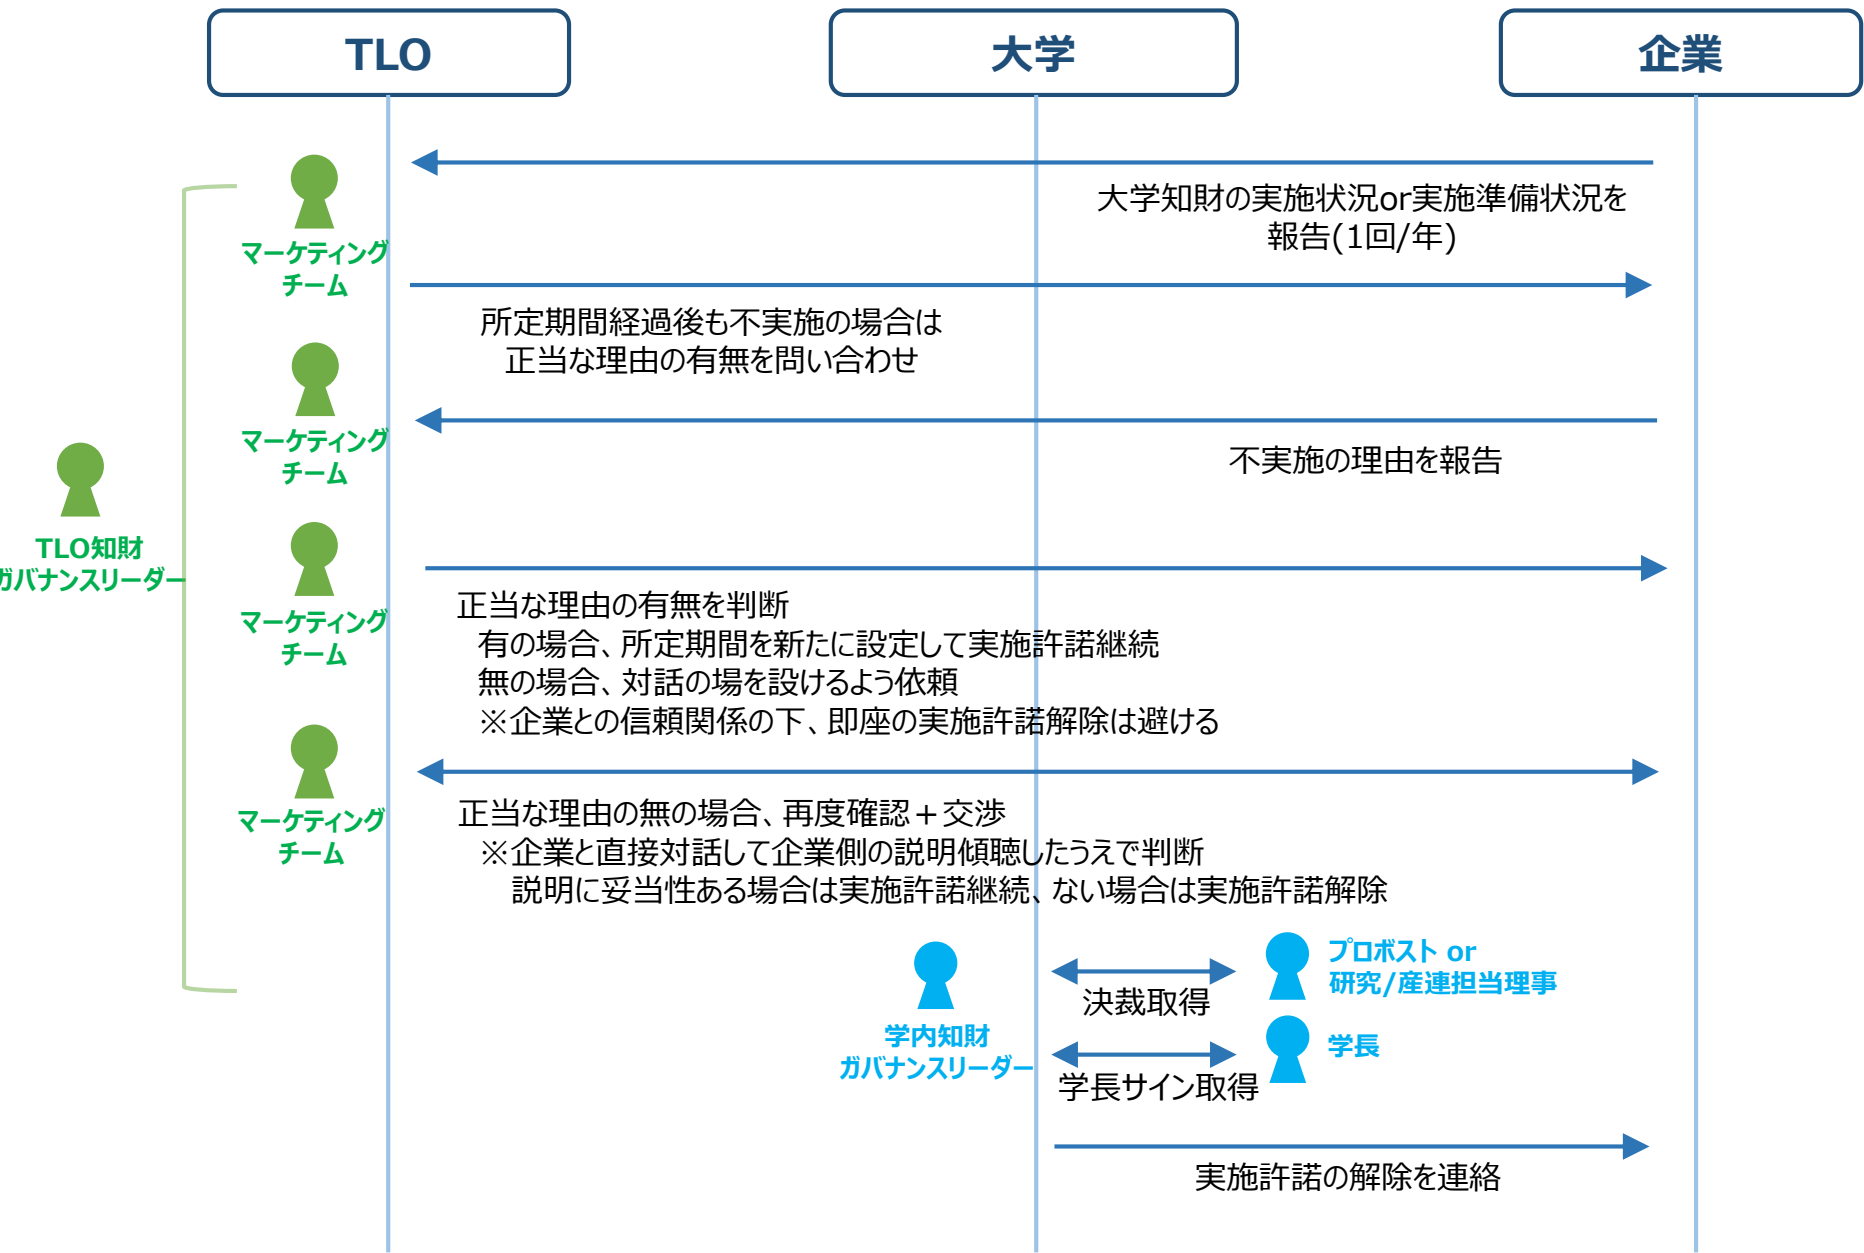 TLO
大学
企業
大学知財の実施状況or実施準備状況を
報告(1回/年)
マーケティング
チーム
所定期間経過後も不実施の場合は
正当な理由の有無を問い合わせ
マーケティング
チーム
不実施の理由を報告
TLO知財
ガバナンスリーダー
マーケティング
チーム
正当な理由の有無を判断
有の場合、所定期間を新たに設定して実施許諾継続
無の場合、対話の場を設けるよう依頼
※企業との信頼関係の下、即座の実施許諾解除は避ける
マーケティング
チーム
正当な理由の無の場合、再度確認＋交渉
※企業と直接対話して企業側の説明傾聴したうえで判断
説明に妥当性ある場合は実施許諾継続、ない場合は実施許諾解除
プロボスト or
研究/産連担当理事
決裁取得
学内知財
ガバナンスリーダー
学長
学長サイン取得
実施許諾の解除を連絡